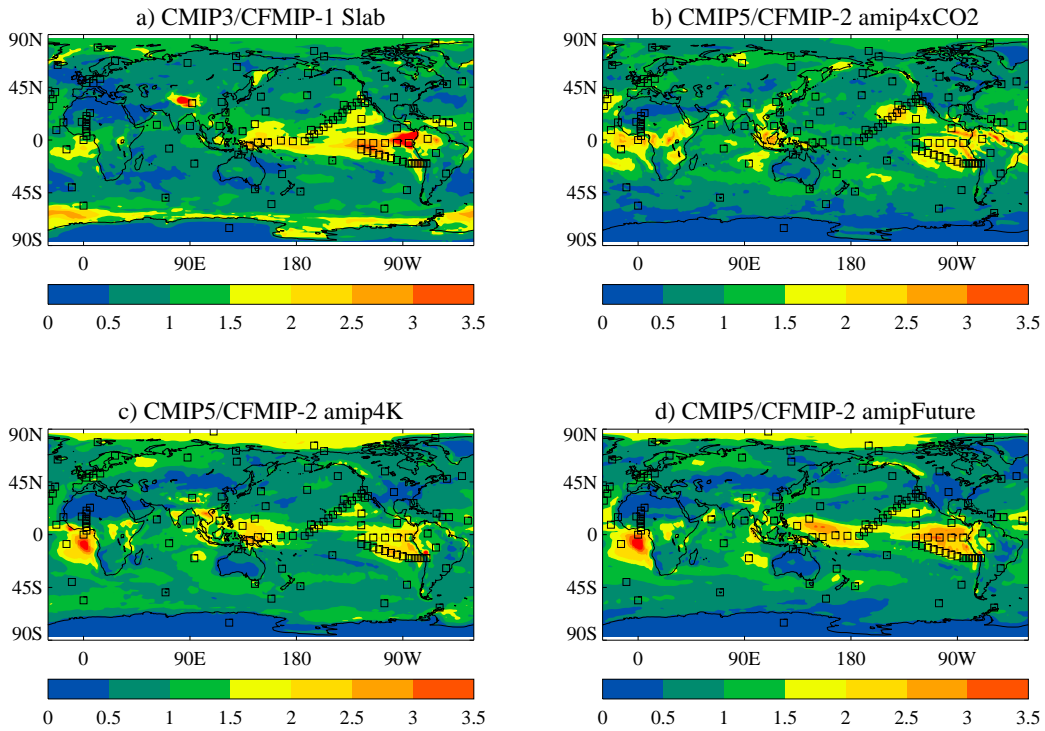 a) CMIP3/CFMIP-1 Slab
90N
45N
0
45S
90S
0 90E 180 90W
0 0.5 1 1.5 2 2.5 3 3.5
b) CMIP5/CFMIP-2 amip4xCO2
90N
45N
0
45S
90S
0 90E 180 90W
0 0.5 1 1.5 2 2.5 3 3.5
c) CMIP5/CFMIP-2 amip4K
90N
45N
0
45S
90S
0 90E 180 90W
0 0.5 1 1.5 2 2.5 3 3.5
d) CMIP5/CFMIP-2 amipFuture
90N
45N
0
45S
90S
0 90E 180 90W
0 0.5 1 1.5 2 2.5 3 3.5